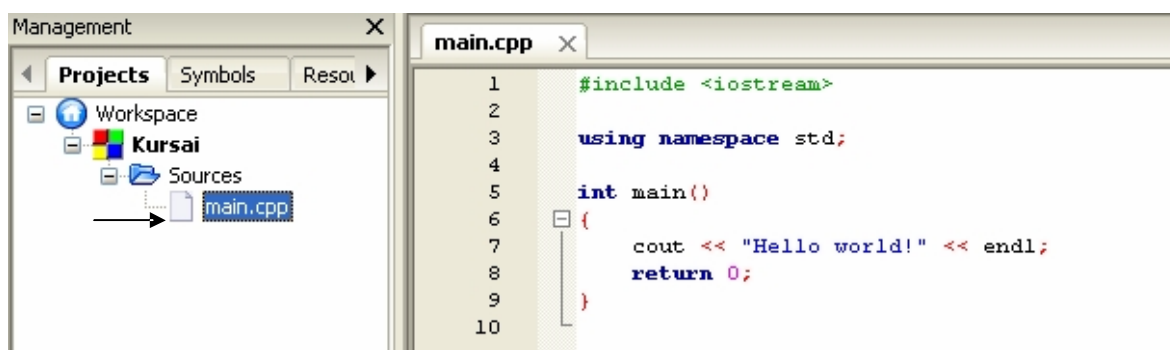 Management
Projects Symbols Resou
Workspace
Kursai
Sources
main.cpp
main.cpp
1 #include <iostream>
2
3 using namespace std;
4
5 int main()
6 {
7 cout << "Hello world!" << endl;
8 return 0;
9 }
10